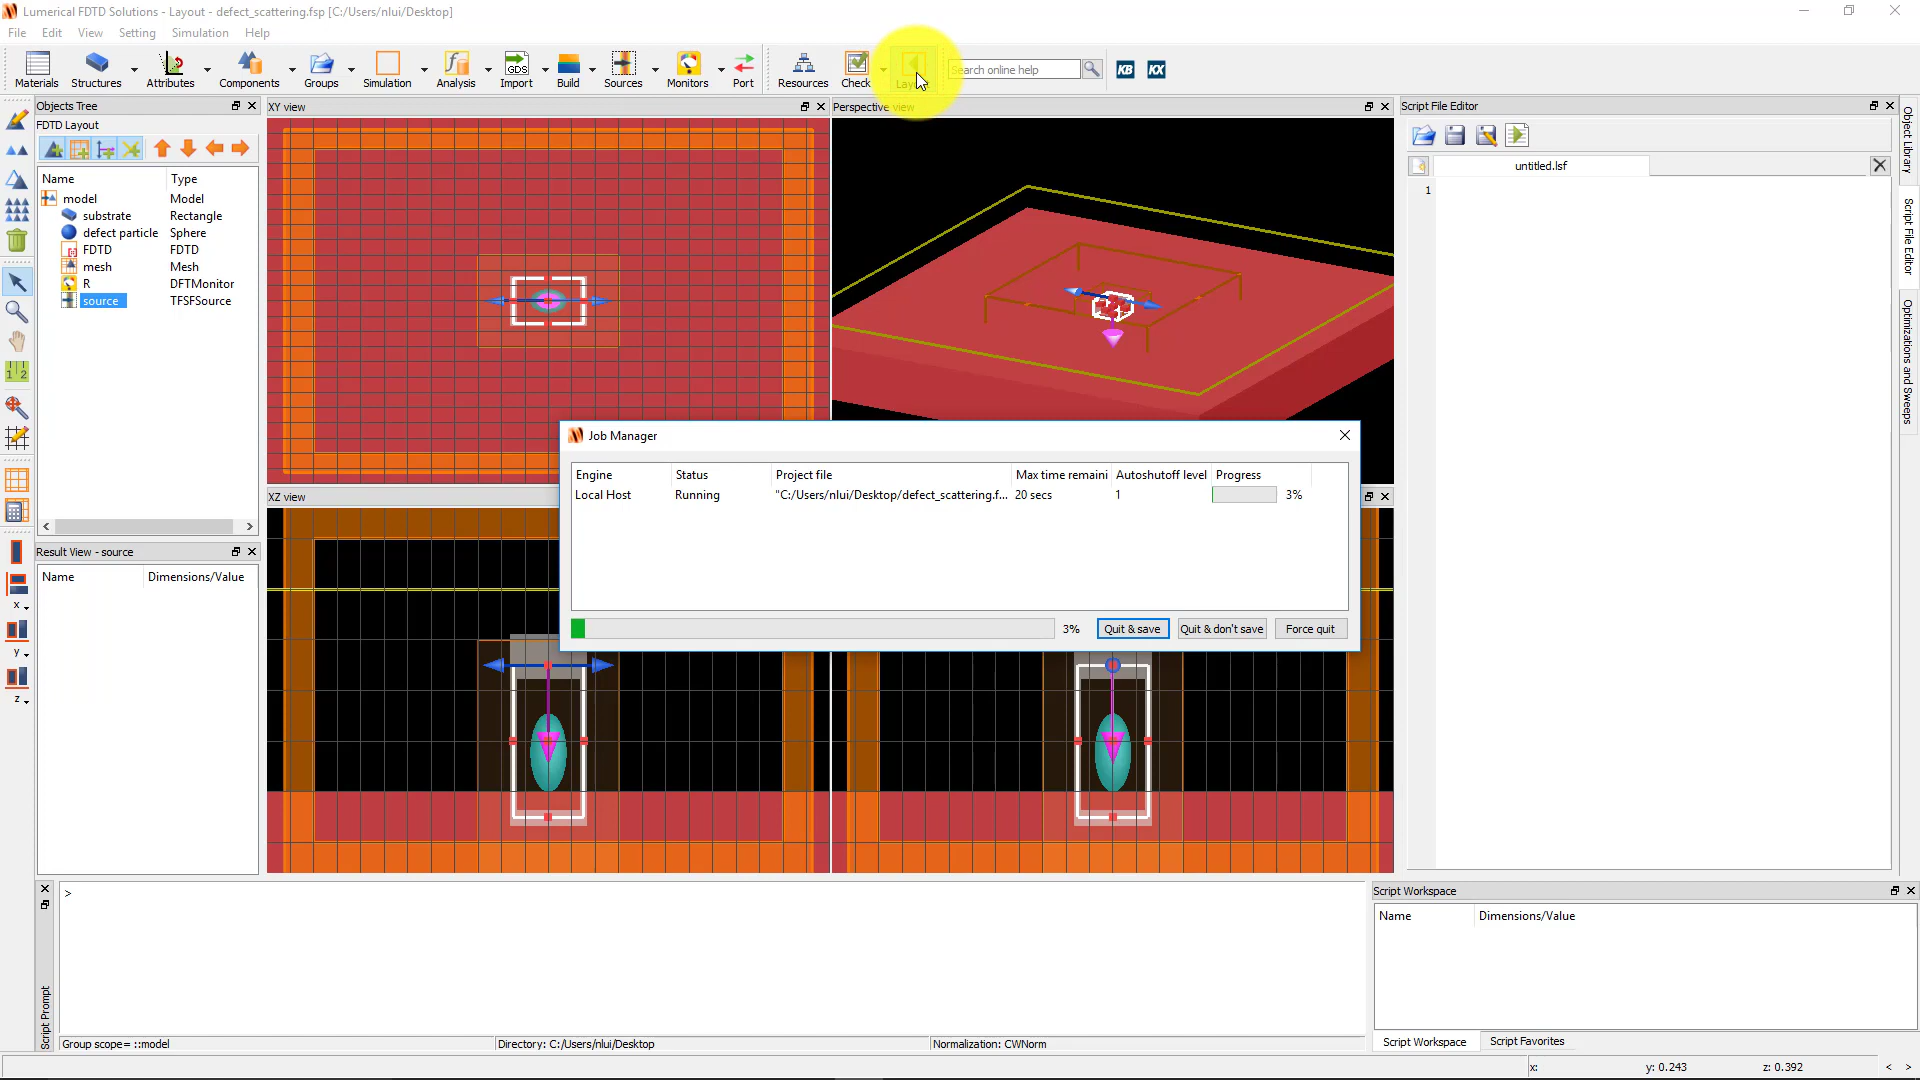 Lumerical FDTD Solutions - Layout - defect_scattering.fsp [C:/Users/nlui/Desktop]
File Edit View Setting Simulation Help
Materials Structures Attributes Components Groups Simulation Analysis Import Build Sources Monitors Port Resources Check
GDS
Search online help
KB KX
Objects Tree
FDTD Layout
Name Type
model Model
substrate Rectangle
defect particle Sphere
FDTD FDTD
mesh Mesh
R DFTMonitor
source TFSFSource
Result View - source
Name Dimensions/Value
x
y
z
XY view
Perspective view
XZ view
Job Manager
Engine Status Project file Max time remaini Autoshutoff level Progress
Local Host Running "C:/Users/nlui/Desktop/defect_scattering.f... 20 secs 1 3%
3% Quit & save Quit & don't save Force quit
Script File Editor
untitled.lsf
1
Object Library
Script File Editor
Optimizations and Sweeps
>
Script Prompt
Group scope= ::model Directory: C:/Users/nlui/Desktop Normalization: CWNorm
Script Workspace
Name Dimensions/Value
Script Workspace Script Favorites
x: y: 0.243 z: 0.392 < >